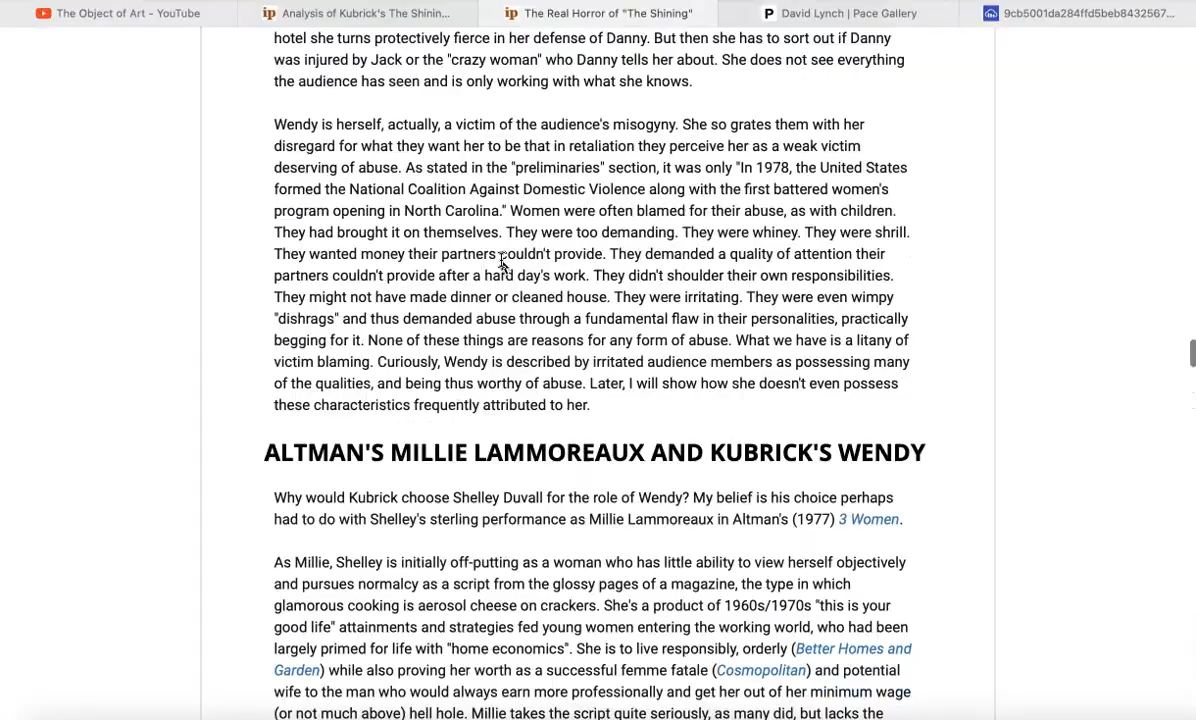 The Object of Art - YouTube
Analysis of Kubrick's The Shinin...
The Real Horror of "The Shining"
David Lynch | Pace Gallery
9cb5001da284ffd5beb8432567...
hotel she turns protectively fierce in her defense of Danny. But then she has to sort out if Danny
was injured by Jack or the "crazy woman" who Danny tells her about. She does not see everything
the audience has seen and is only working with what she knows.
Wendy is herself, actually, a victim of the audience's misogyny. She so grates them with her
disregard for what they want her to be that in retaliation they perceive her as a weak victim
deserving of abuse. As stated in the "preliminaries" section, it was only "In 1978, the United States
formed the National Coalition Against Domestic Violence along with the first battered women's
program opening in North Carolina." Women were often blamed for their abuse, as with children.
They had brought it on themselves. They were too demanding. They were whiney. They were shrill.
They wanted money their partners couldn't provide. They demanded a quality of attention their
partners couldn't provide after a hard day's work. They didn't shoulder their own responsibilities.
They might not have made dinner or cleaned house. They were irritating. They were even wimpy
"dishrags" and thus demanded abuse through a fundamental flaw in their personalities, practically
begging for it. None of these things are reasons for any form of abuse. What we have is a litany of
victim blaming. Curiously, Wendy is described by irritated audience members as possessing many
of the qualities, and being thus worthy of abuse. Later, I will show how she doesn't even possess
these characteristics frequently attributed to her.
ALTMAN'S MILLIE LAMMOREAUX AND KUBRICK'S WENDY
Why would Kubrick choose Shelley Duvall for the role of Wendy? My belief is his choice perhaps
had to do with Shelley's sterling performance as Millie Lammoreaux in Altman's (1977) 3 Women.
As Millie, Shelley is initially off-putting as a woman who has little ability to view herself objectively
and pursues normalcy as a script from the glossy pages of a magazine, the type in which
glamorous cooking is aerosol cheese on crackers. She's a product of 1960s/1970s "this is your
good life" attainments and strategies fed young women entering the working world, who had been
largely primed for life with "home economics". She is to live responsibly, orderly (Better Homes and
Garden) while also proving her worth as a successful femme fatale (Cosmopolitan) and potential
wife to the man who would always earn more professionally and get her out of her minimum wage
(or not much above) hell hole. Millie takes the script quite seriously, as many did, but lacks the